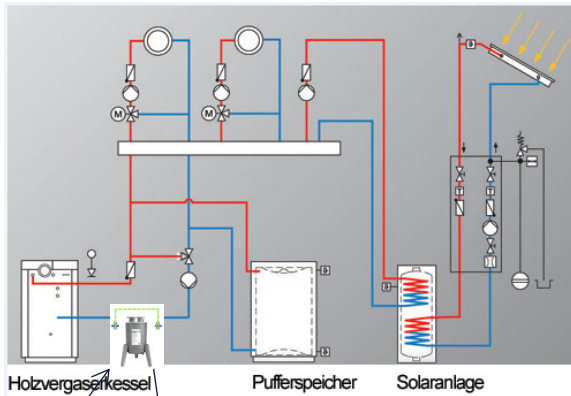 M
M
T
T
Holzvergaserkessel
Pufferspeicher
Solaranlage